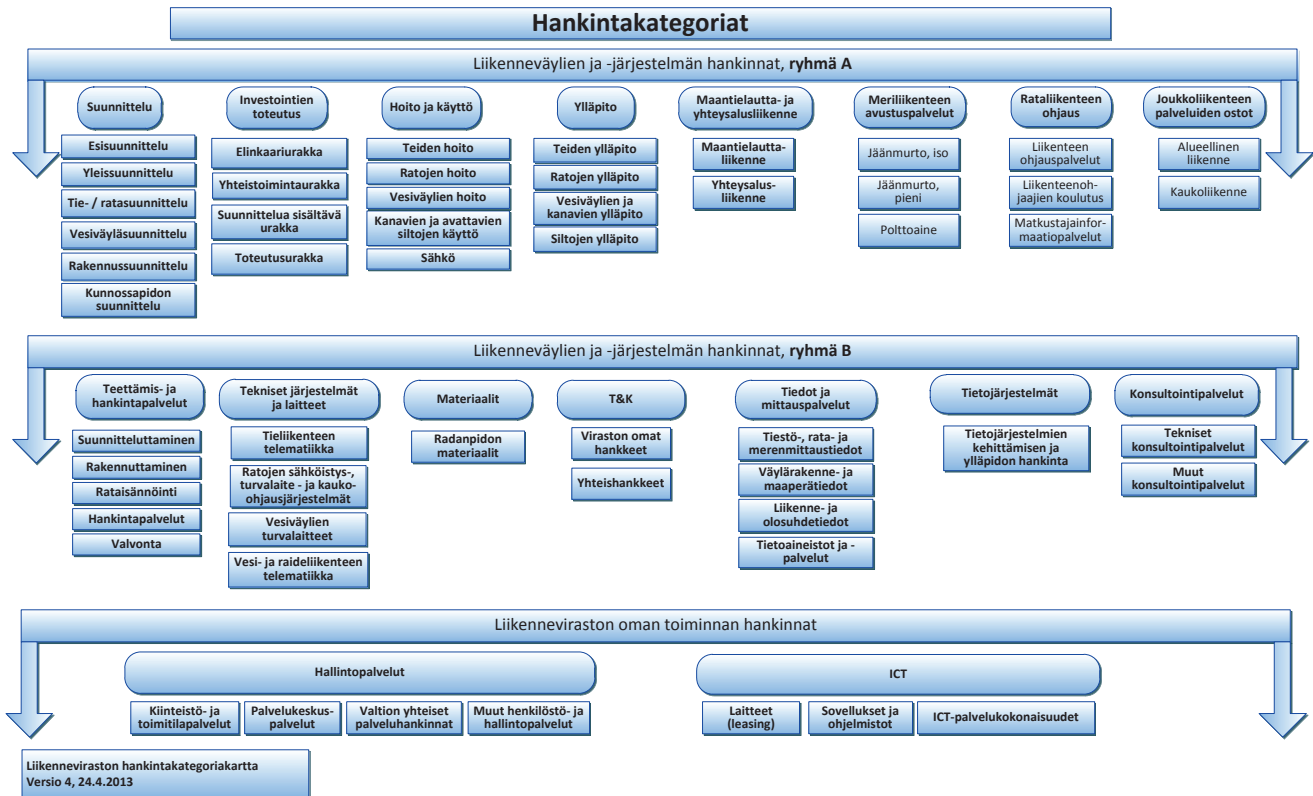 Hankintakategoriat
Liikenneväylien ja -järjestelmän hankinnat, ryhmä A
Suunnittelu
Esisuunnittelu
Yleissuunnittelu
Tie- / ratasuunnittelu
Vesiväyläsuunnittelu
Rakennussuunnittelu
Kunnossapidon
suunnittelu
Investointien
toteutus
Elinkaariurakka
Yhteistoimintaurakka
Suunnittelua sisältävä
urakka
Toteutusurakka
Hoito ja käyttö
Teiden hoito
Ratojen hoito
Vesiväylien hoito
Kanavien ja avattavien
siltojen käyttö
Sähkö
Ylläpito
Teiden ylläpito
Ratojen ylläpito
Vesiväylien ja
kanavien ylläpito
Siltojen ylläpito
Maantielautta- ja
yhteysalusliikenne
Maantielautta-
liikenne
Yhteysalus-
liikenne
Meriliikenteen
avustuspalvelut
Jäänmurto, iso
Jäänmurto,
pieni
Polttoaine
Rataliikenteen
ohjaus
Liikenteen
ohjauspalvelut
Liikenteenoh-
jaajien koulutus
Matkustajainfor-
maatiopalvelut
Joukkoliikenteen
palveluiden ostot
Alueellinen
liikenne
Kaukoliikenne
Liikenneväylien ja -järjestelmän hankinnat, ryhmä B
Teettämis- ja
hankintapalvelut
Suunnitteluttaminen
Rakennuttaminen
Rataisännöinti
Hankintapalvelut
Valvonta
Tekniset järjestelmät
ja laitteet
Tieliikenteen
telematiikka
Ratojen sähköistys-,
turvalaite - ja kauko-
ohjausjärjestelmät
Vesiväylien
turvalaitteet
Vesi- ja raideliikenteen
telematiikka
Materiaalit
Radanpidon
materiaalit
T&K
Viraston omat
hankkeet
Yhteishankkeet
Tiedot ja
mittauspalvelut
Tiestö-, rata- ja
merenmittaustiedot
Väylärakenne- ja
maaperätiedot
Liikenne- ja
olosuhdetiedot
Tietoaineistot ja -
palvelut
Tietojärjestelmät
Tietojärjestelmien
kehittämisen ja
ylläpidon hankinta
Konsultointipalvelut
Tekniset
konsultointipalvelut
Muut
konsultointipalvelut
Liikenneviraston oman toiminnan hankinnat
Hallintopalvelut
Kiinteistö- ja
toimitilapalvelut
Palvelukeskus-
palvelut
Valtion yhteiset
palveluhankinnat
Muut henkilöstö- ja
hallintopalvelut
ICT
Laitteet
(leasing)
Sovellukset ja
ohjelmistot
ICT-palvelukokonaisuudet
Liikenneviraston hankintakategoriakartta
Versio 4, 24.4.2013